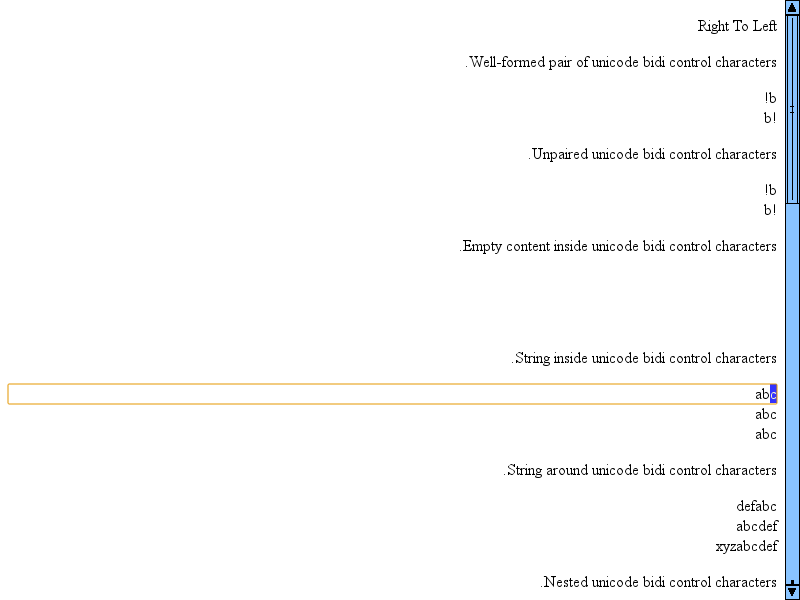 Right To Left
.Well-formed pair of unicode bidi control characters
!b
b!
.Unpaired unicode bidi control characters
!b
b!
.Empty content inside unicode bidi control characters
.String inside unicode bidi control characters
abc
abc
abc
.String around unicode bidi control characters
defabc
abcdef
xyzabcdef
.Nested unicode bidi control characters